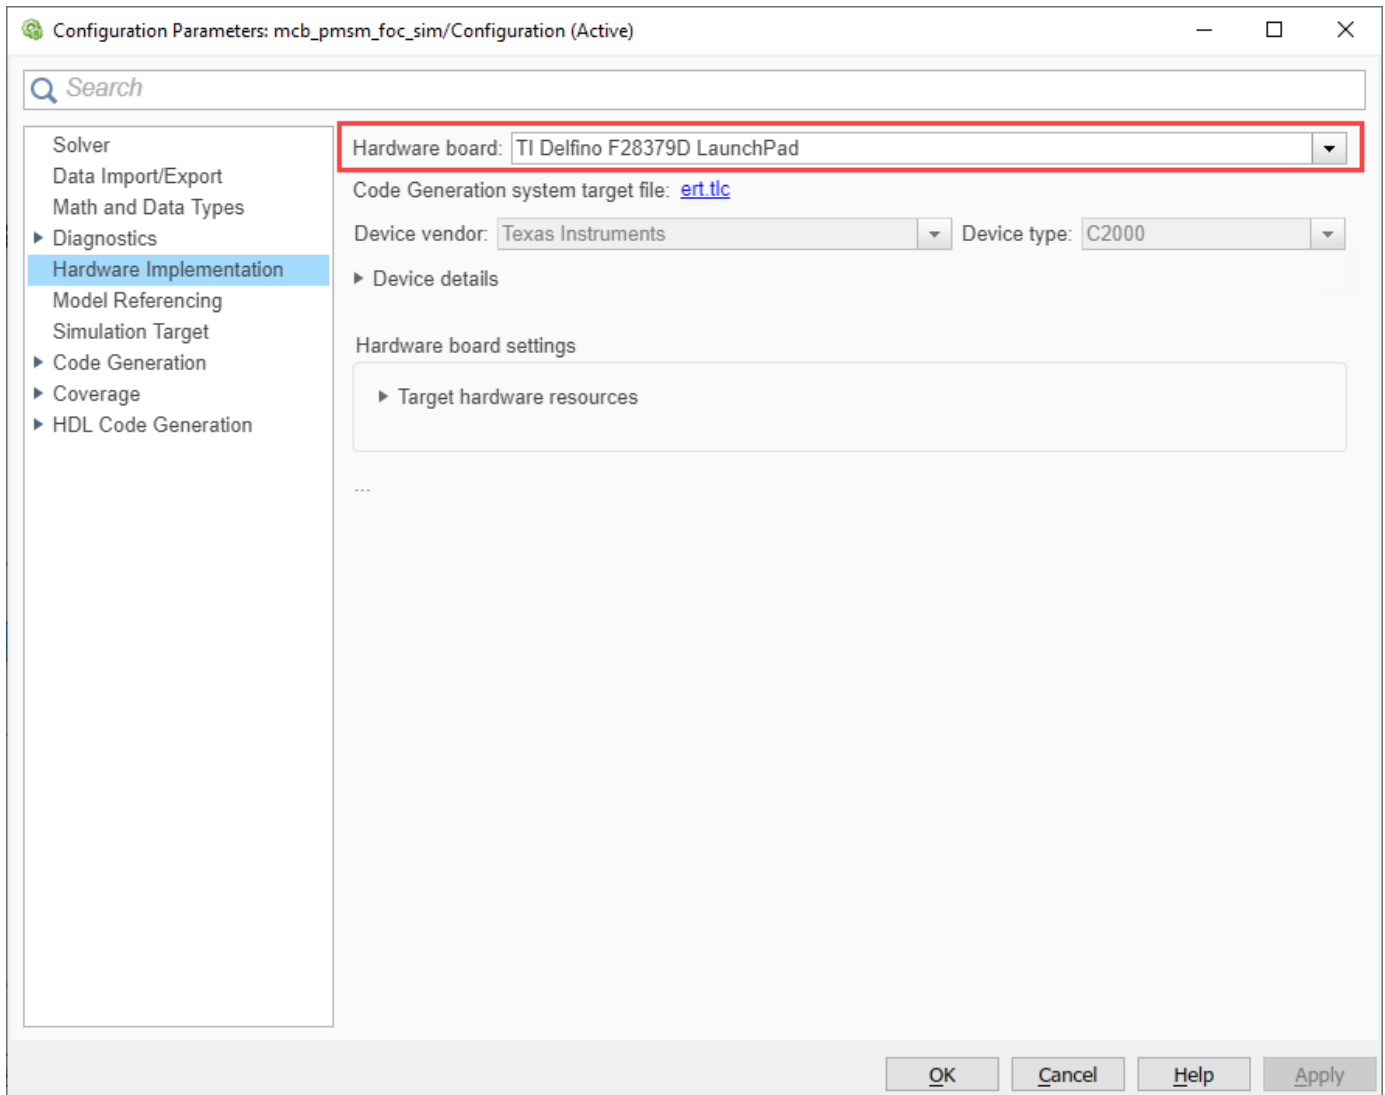 Configuration Parameters: mcb_pmsm_foc_sim/Configuration (Active)
Search
Solver
Data Import/Export
Math and Data Types
Diagnostics
Hardware Implementation
Model Referencing
Simulation Target
Code Generation
Coverage
HDL Code Generation
Hardware board: TI Delfino F28379D LaunchPad
Code Generation system target file: ert.tlc
Device vendor: Texas Instruments Device type: C2000
Device details
Hardware board settings
Target hardware resources
...
OK Cancel Help Apply